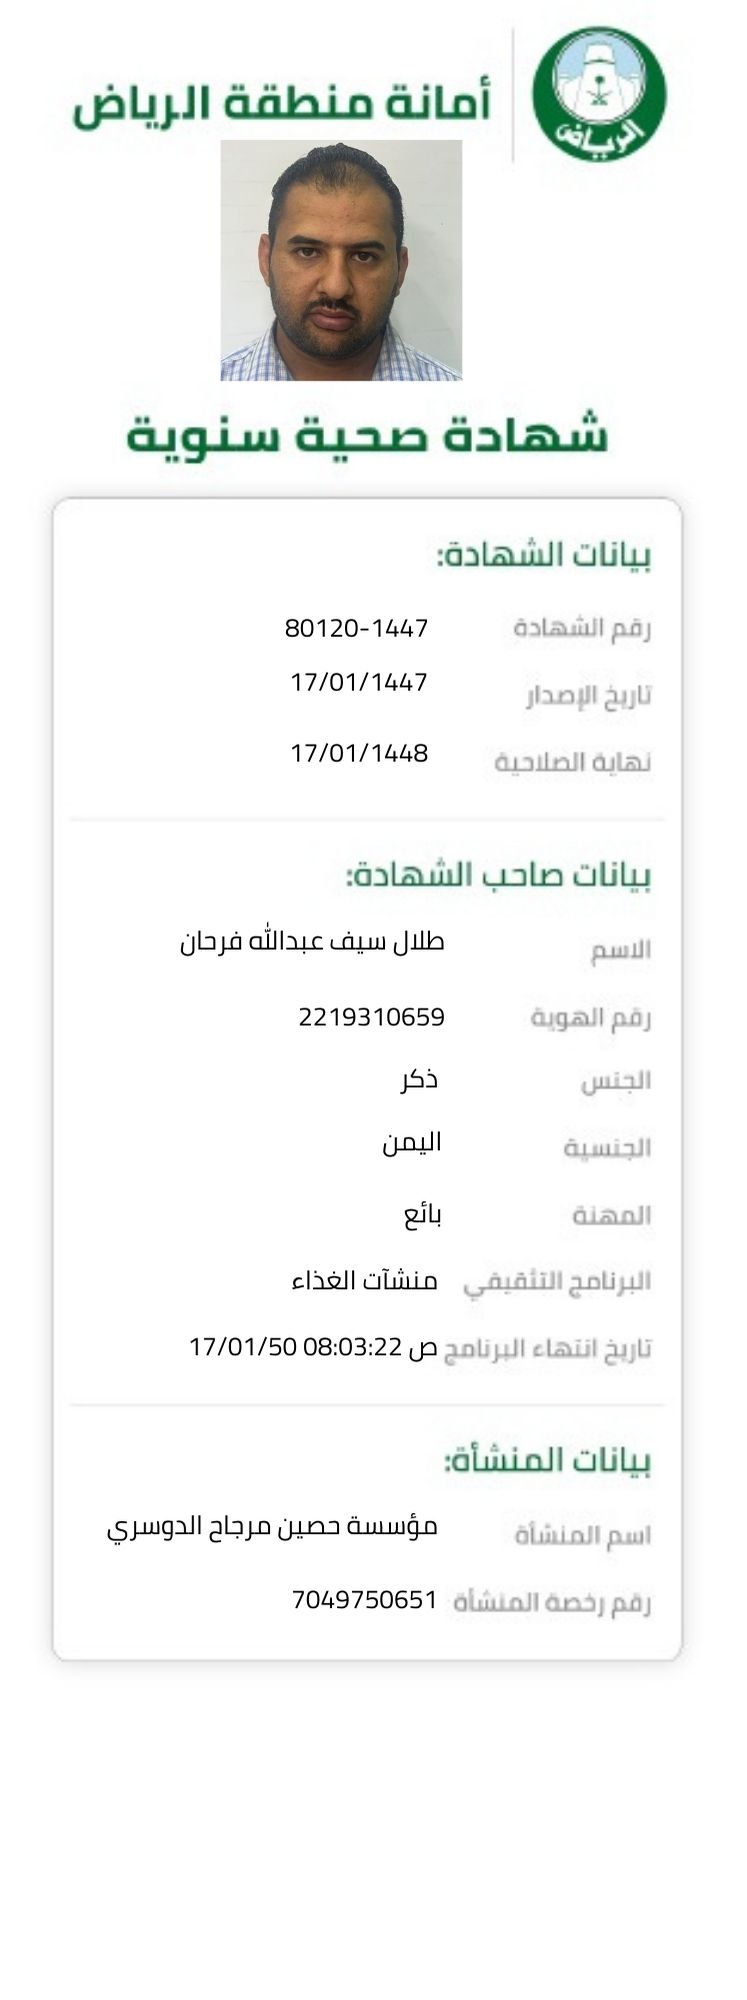 أمانة منطقة الرياض
الرياض
شهادة صحية سنوية
بيانات الشهادة:
رقم الشهادة 80120-1447
تاريخ الإصدار 17/01/1447
نهاية الصلاحية 17/01/1448
بيانات صاحب الشهادة:
الاسم طلال سيف عبدالله فرحان
رقم الهوية 2219310659
الجنس ذكر
الجنسية اليمن
المهنة بائع
البرنامج التثقيفي منشآت الغذاء
تاريخ انتهاء البرنامج ص 08:03:22 17/01/50
بيانات المنشأة:
اسم المنشأة مؤسسة حصين مرجاح الدوسري
رقم رخصة المنشأة 7049750651